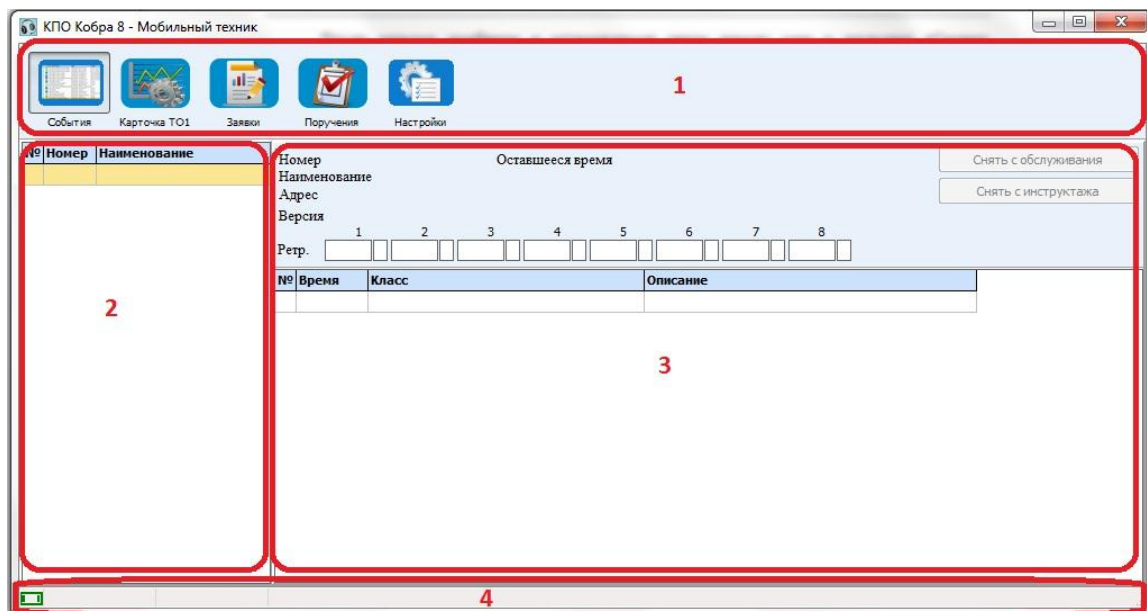 КПО Кобра 8 - Мобильный техник
1
События Карточка ТО1 Заявки Поручения Настройки
№ Номер Наименование
2
Номер Оставшееся время Снять с обслуживания
Наименование
Адрес Снять с инструктажа
Версия
1 2 3 4 5 6 7 8
Ретр.
№ Время Класс Описание
3
4